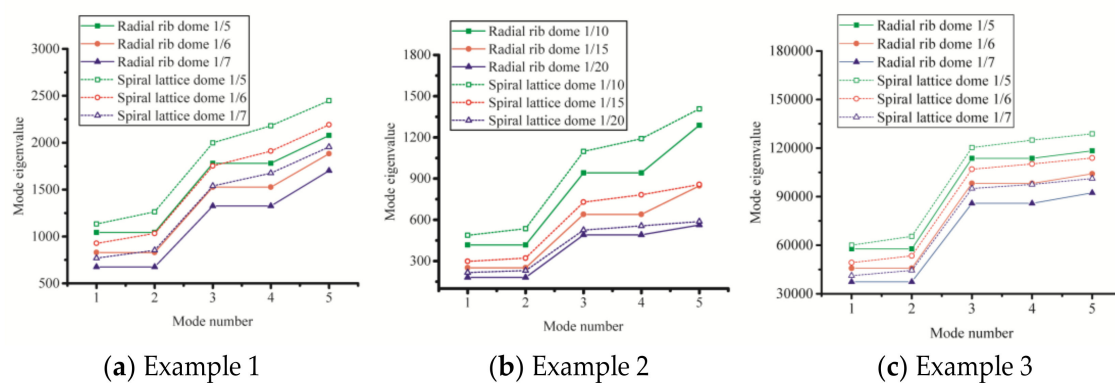 Radial rib dome 1/5
Radial rib dome 1/6
Radial rib dome 1/7
Spiral lattice dome 1/5
Spiral lattice dome 1/6
Spiral lattice dome 1/7
3000
2500
2000
1500
1000
500
Mode eigenvalue
1 2 3 4 5
Mode number
(a) Example 1
Radial rib dome 1/10
Radial rib dome 1/15
Radial rib dome 1/20
Spiral lattice dome 1/10
Spiral lattice dome 1/15
Spiral lattice dome 1/20
1800
1500
1200
900
600
300
Mode eigenvalue
1 2 3 4 5
Mode number
(b) Example 2
Radial rib dome 1/5
Radial rib dome 1/6
Radial rib dome 1/7
Spiral lattice dome 1/5
Spiral lattice dome 1/6
Spiral lattice dome 1/7
180000
150000
120000
90000
60000
30000
Mode eigenvalue
1 2 3 4 5
Mode number
(c) Example 3